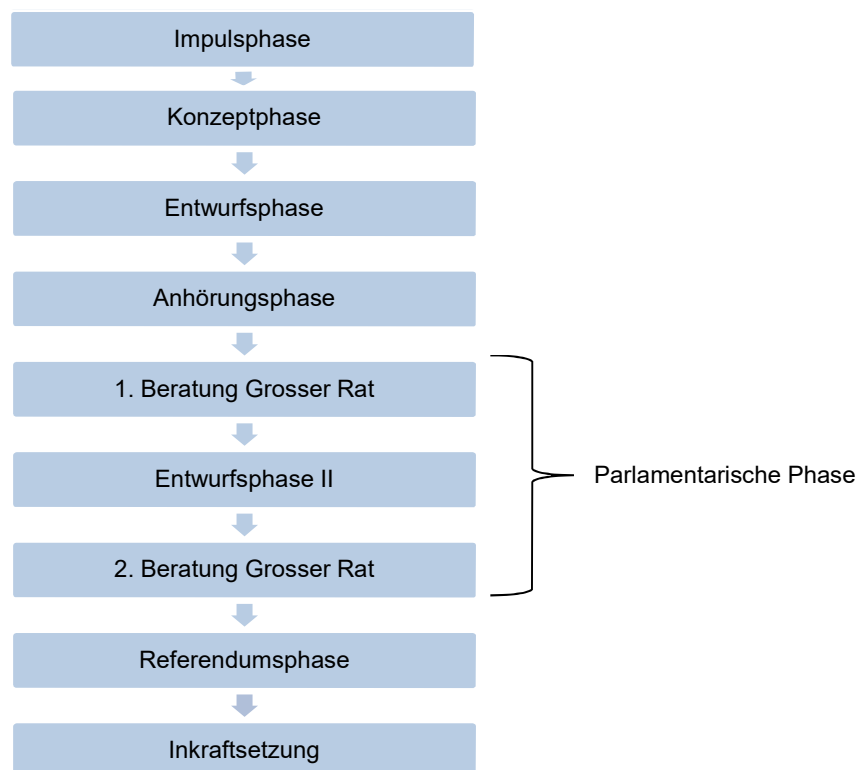 Impulsphase
Konzeptphase
Entwurfsphase
Anhörungsphase
1. Beratung Grosser Rat
Entwurfsphase II
Parlamentarische Phase
2. Beratung Grosser Rat
Referendumsphase
Inkraftsetzung